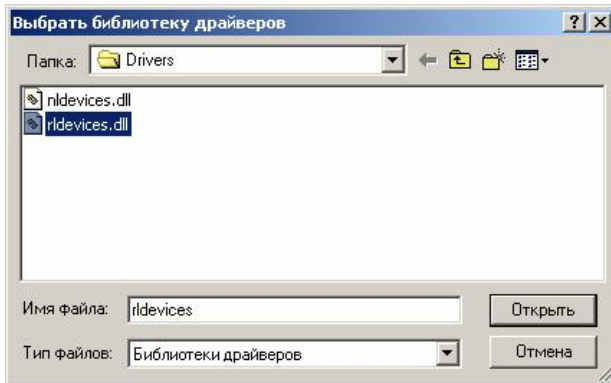 Выбрать библиотеку драйверов
Папка: Drivers
nldevices.dll
rldevices.dll
Имя файла: rldevices Открыть
Тип файлов: Библиотеки драйверов Отмена